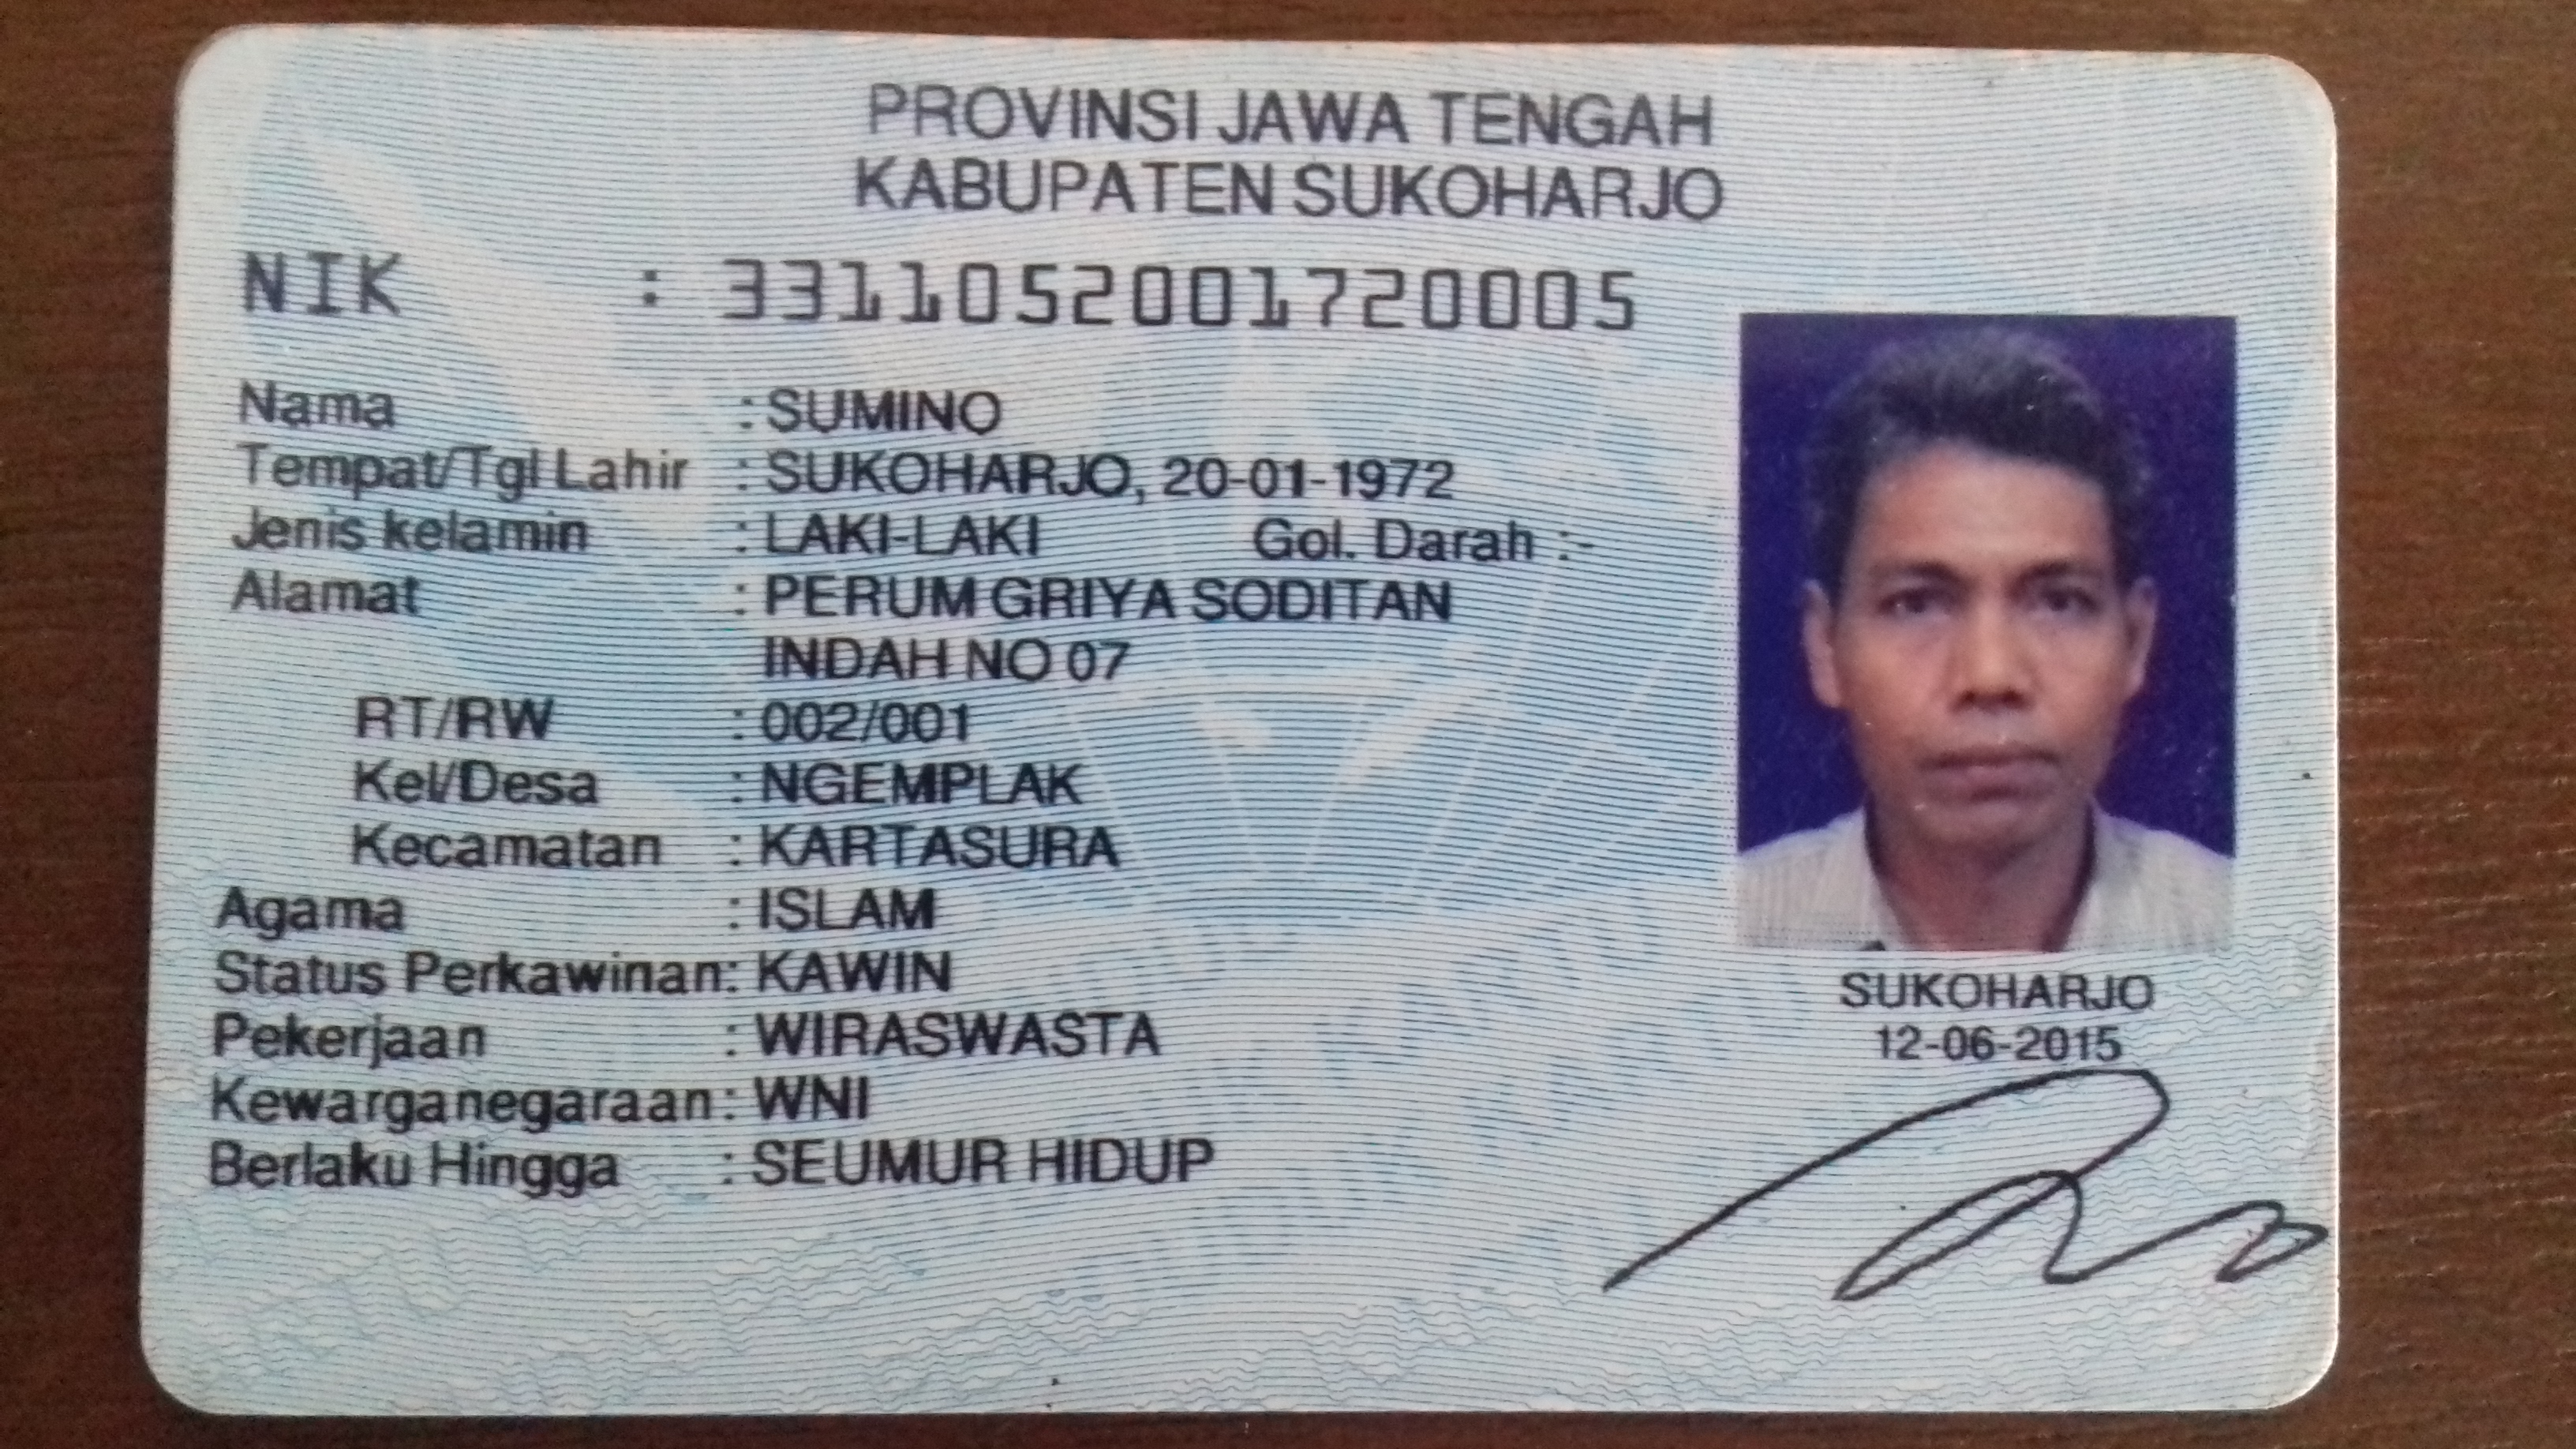 PROVINSI JAWA TENGAH
KABUPATEN SUKOHARJO
NIK : 3311052001720005
Nama : SUMINO
Tempat/Tgl Lahir : SUKOHARJO, 20-01-1972
Jenis kelamin : LAKI-LAKI Gol. Darah :-
Alamat : PERUM GRIYA SODITAN
INDAH NO 07
RT/RW : 002/001
Kel/Desa : NGEMPLAK
Kecamatan : KARTASURA
Agama : ISLAM
Status Perkawinan: KAWIN
Pekerjaan : WIRASWASTA
Kewarganegaraan: WNI
Berlaku Hingga : SEUMUR HIDUP
SUKOHARJO
12-06-2015